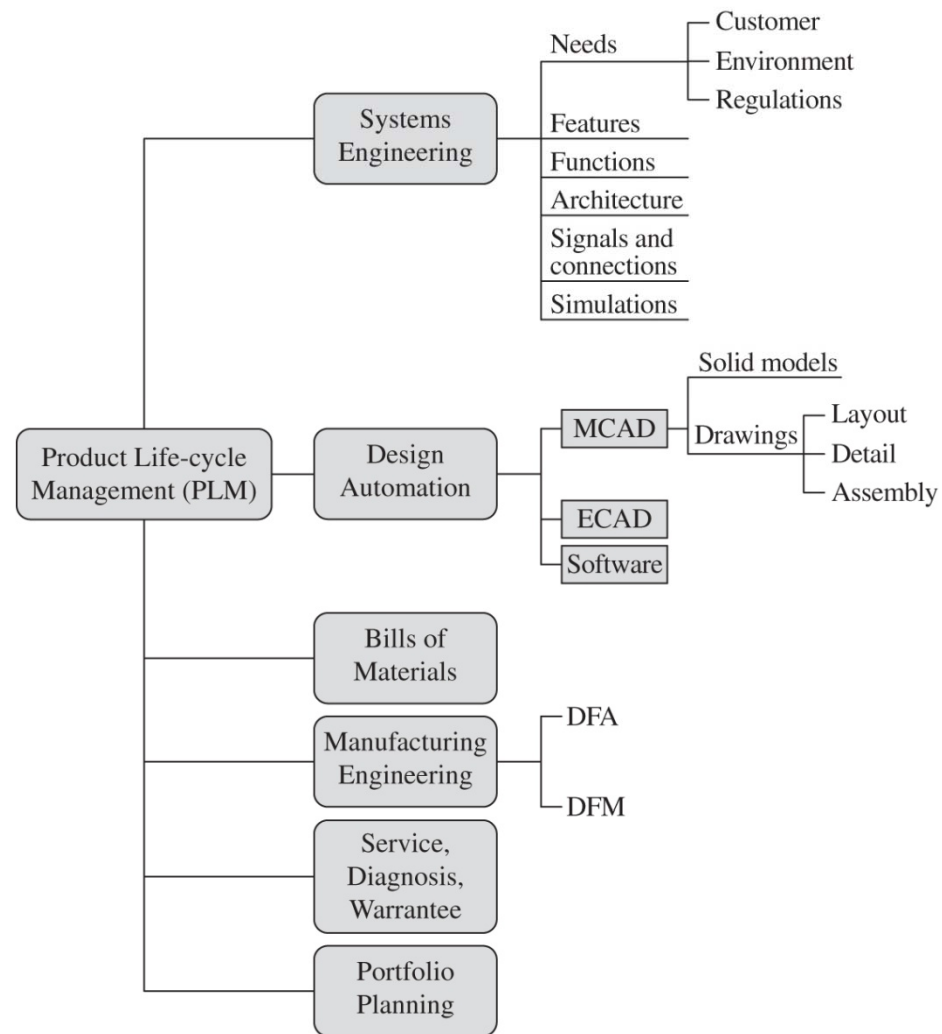 Customer
Needs
Environment
Regulations
Systems
Engineering
Features
Functions
Architecture
Signals and
connections
Simulations
Solid models
Product Life-cycle
Management (PLM)
Design
Automation
MCAD
Drawings
Layout
Detail
Assembly
ECAD
Software
Bills of
Materials
Manufacturing
Engineering
DFA
DFM
Service,
Diagnosis,
Warrantee
Portfolio
Planning